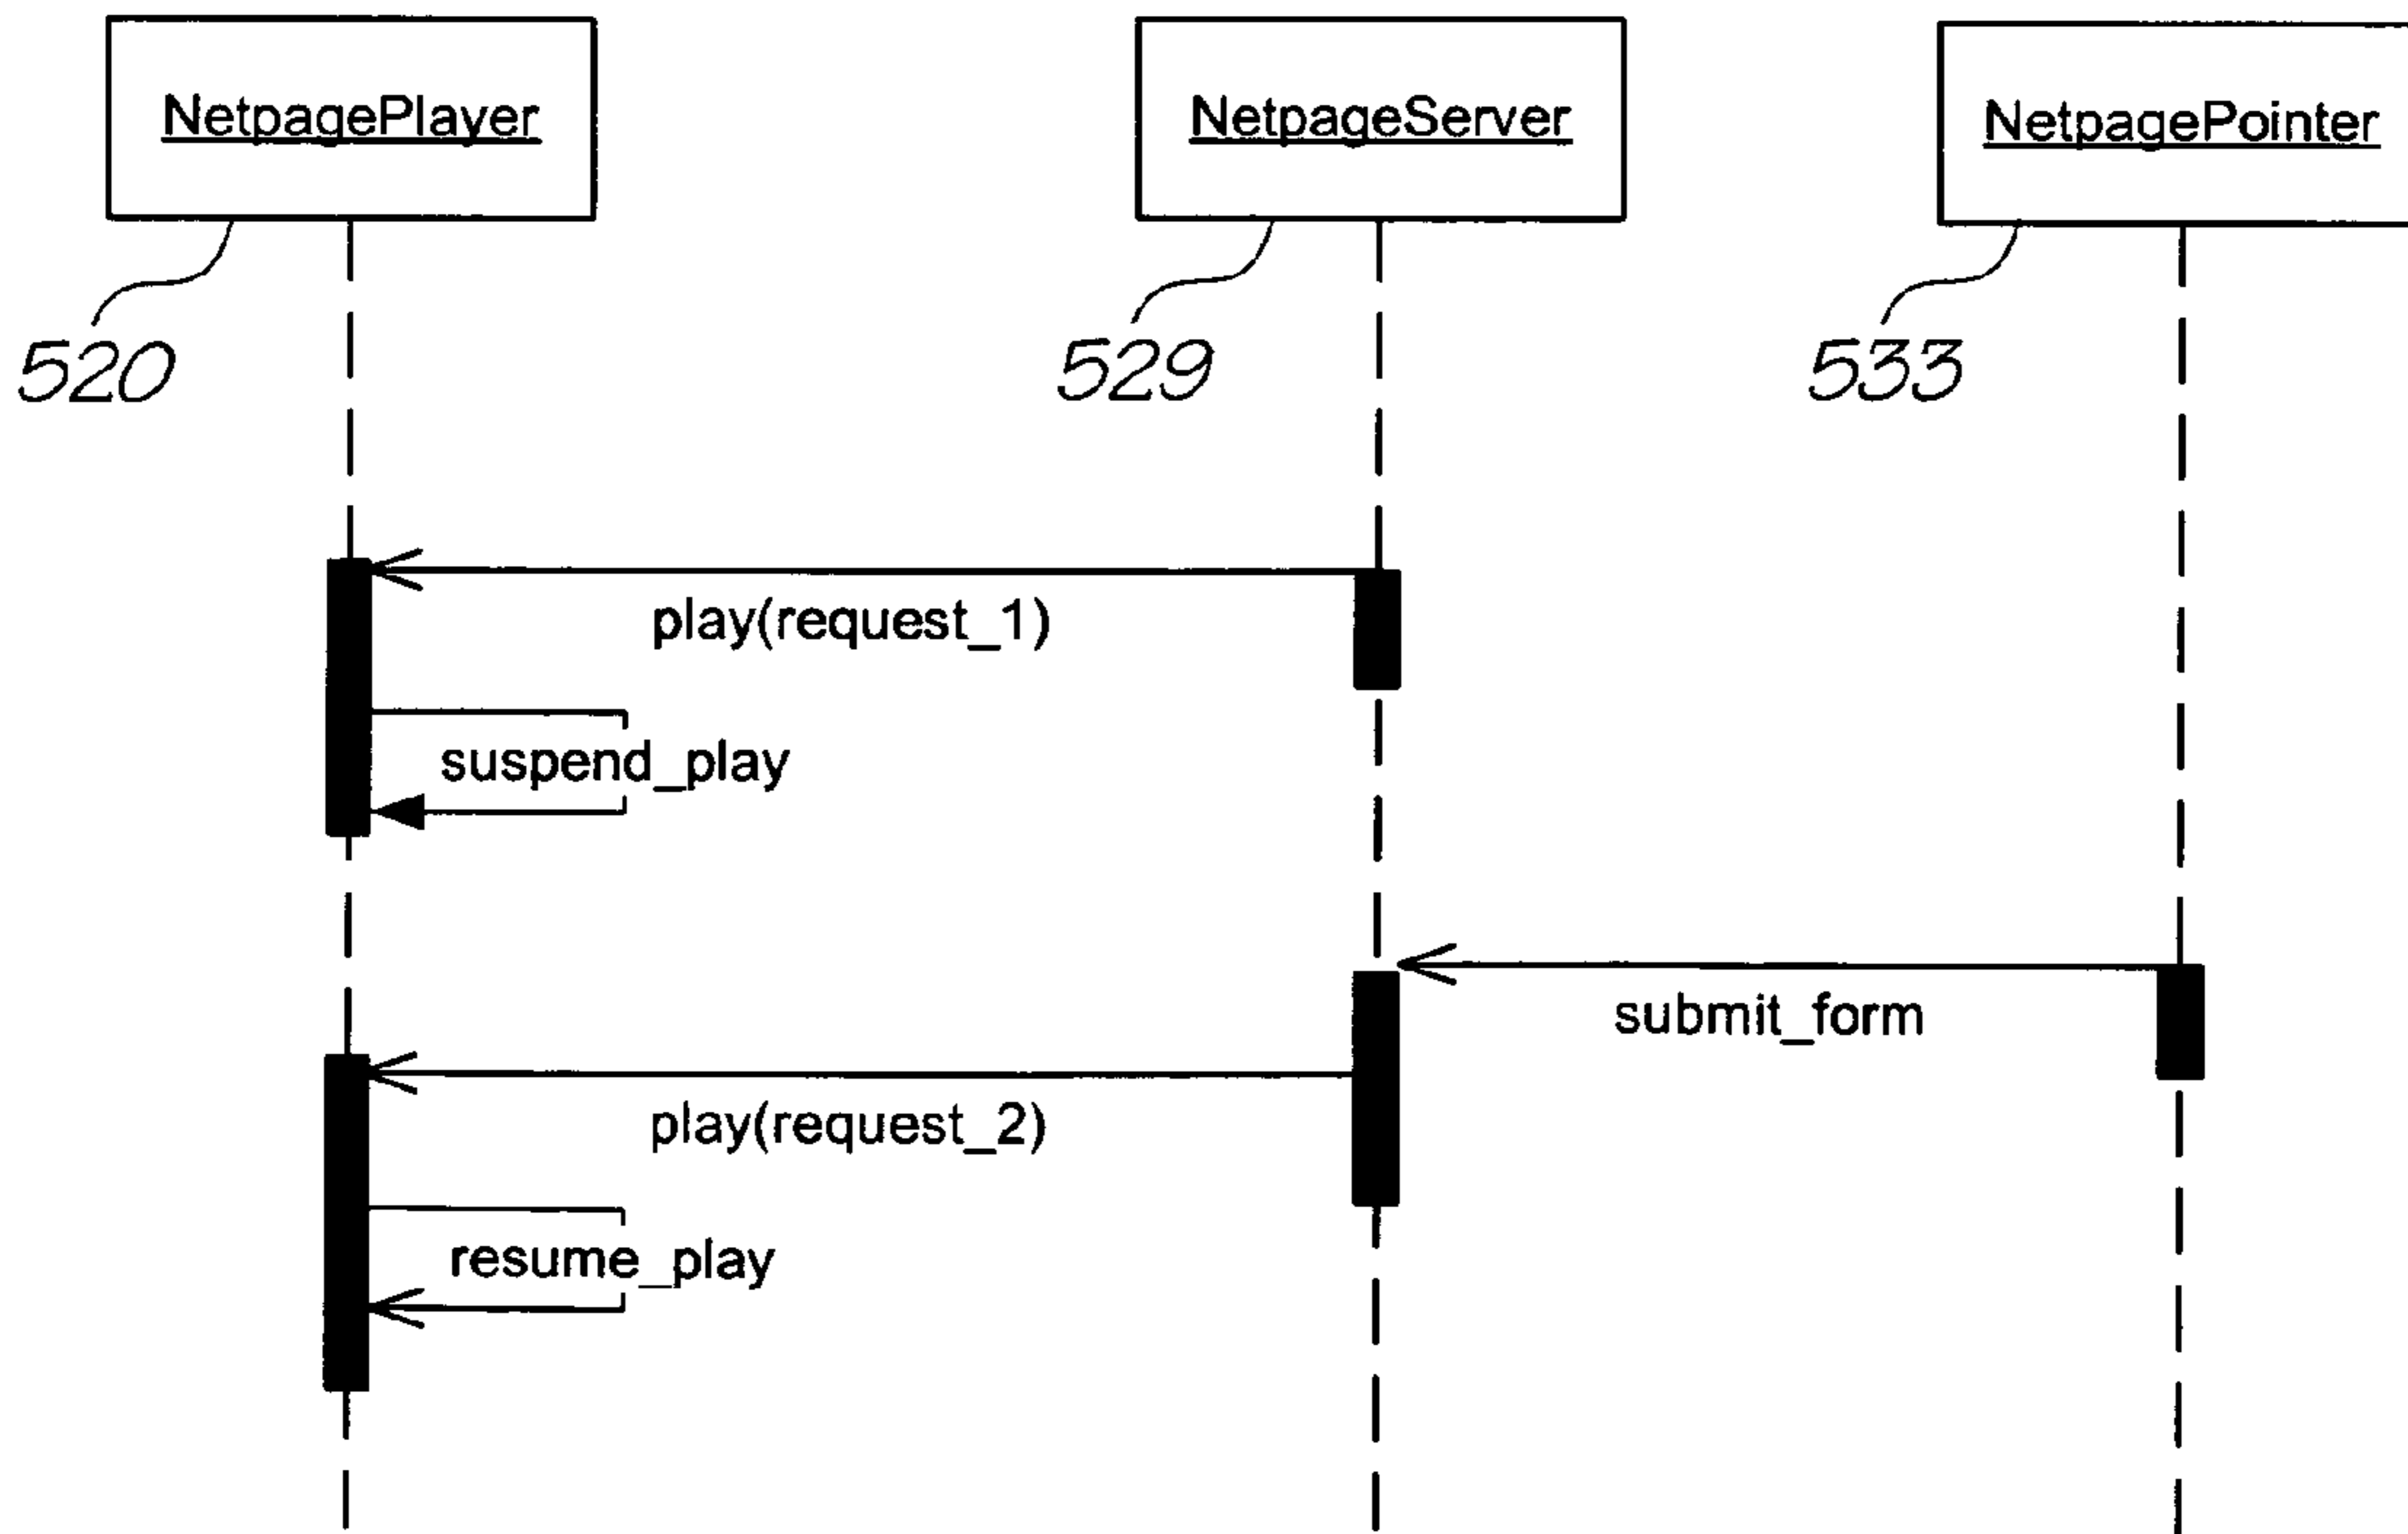 NetpagePlayer
NetpageServer
NetpagePointer
520
529
533
play(request_1)
suspend_play
submit_form
play(request_2)
resume_play